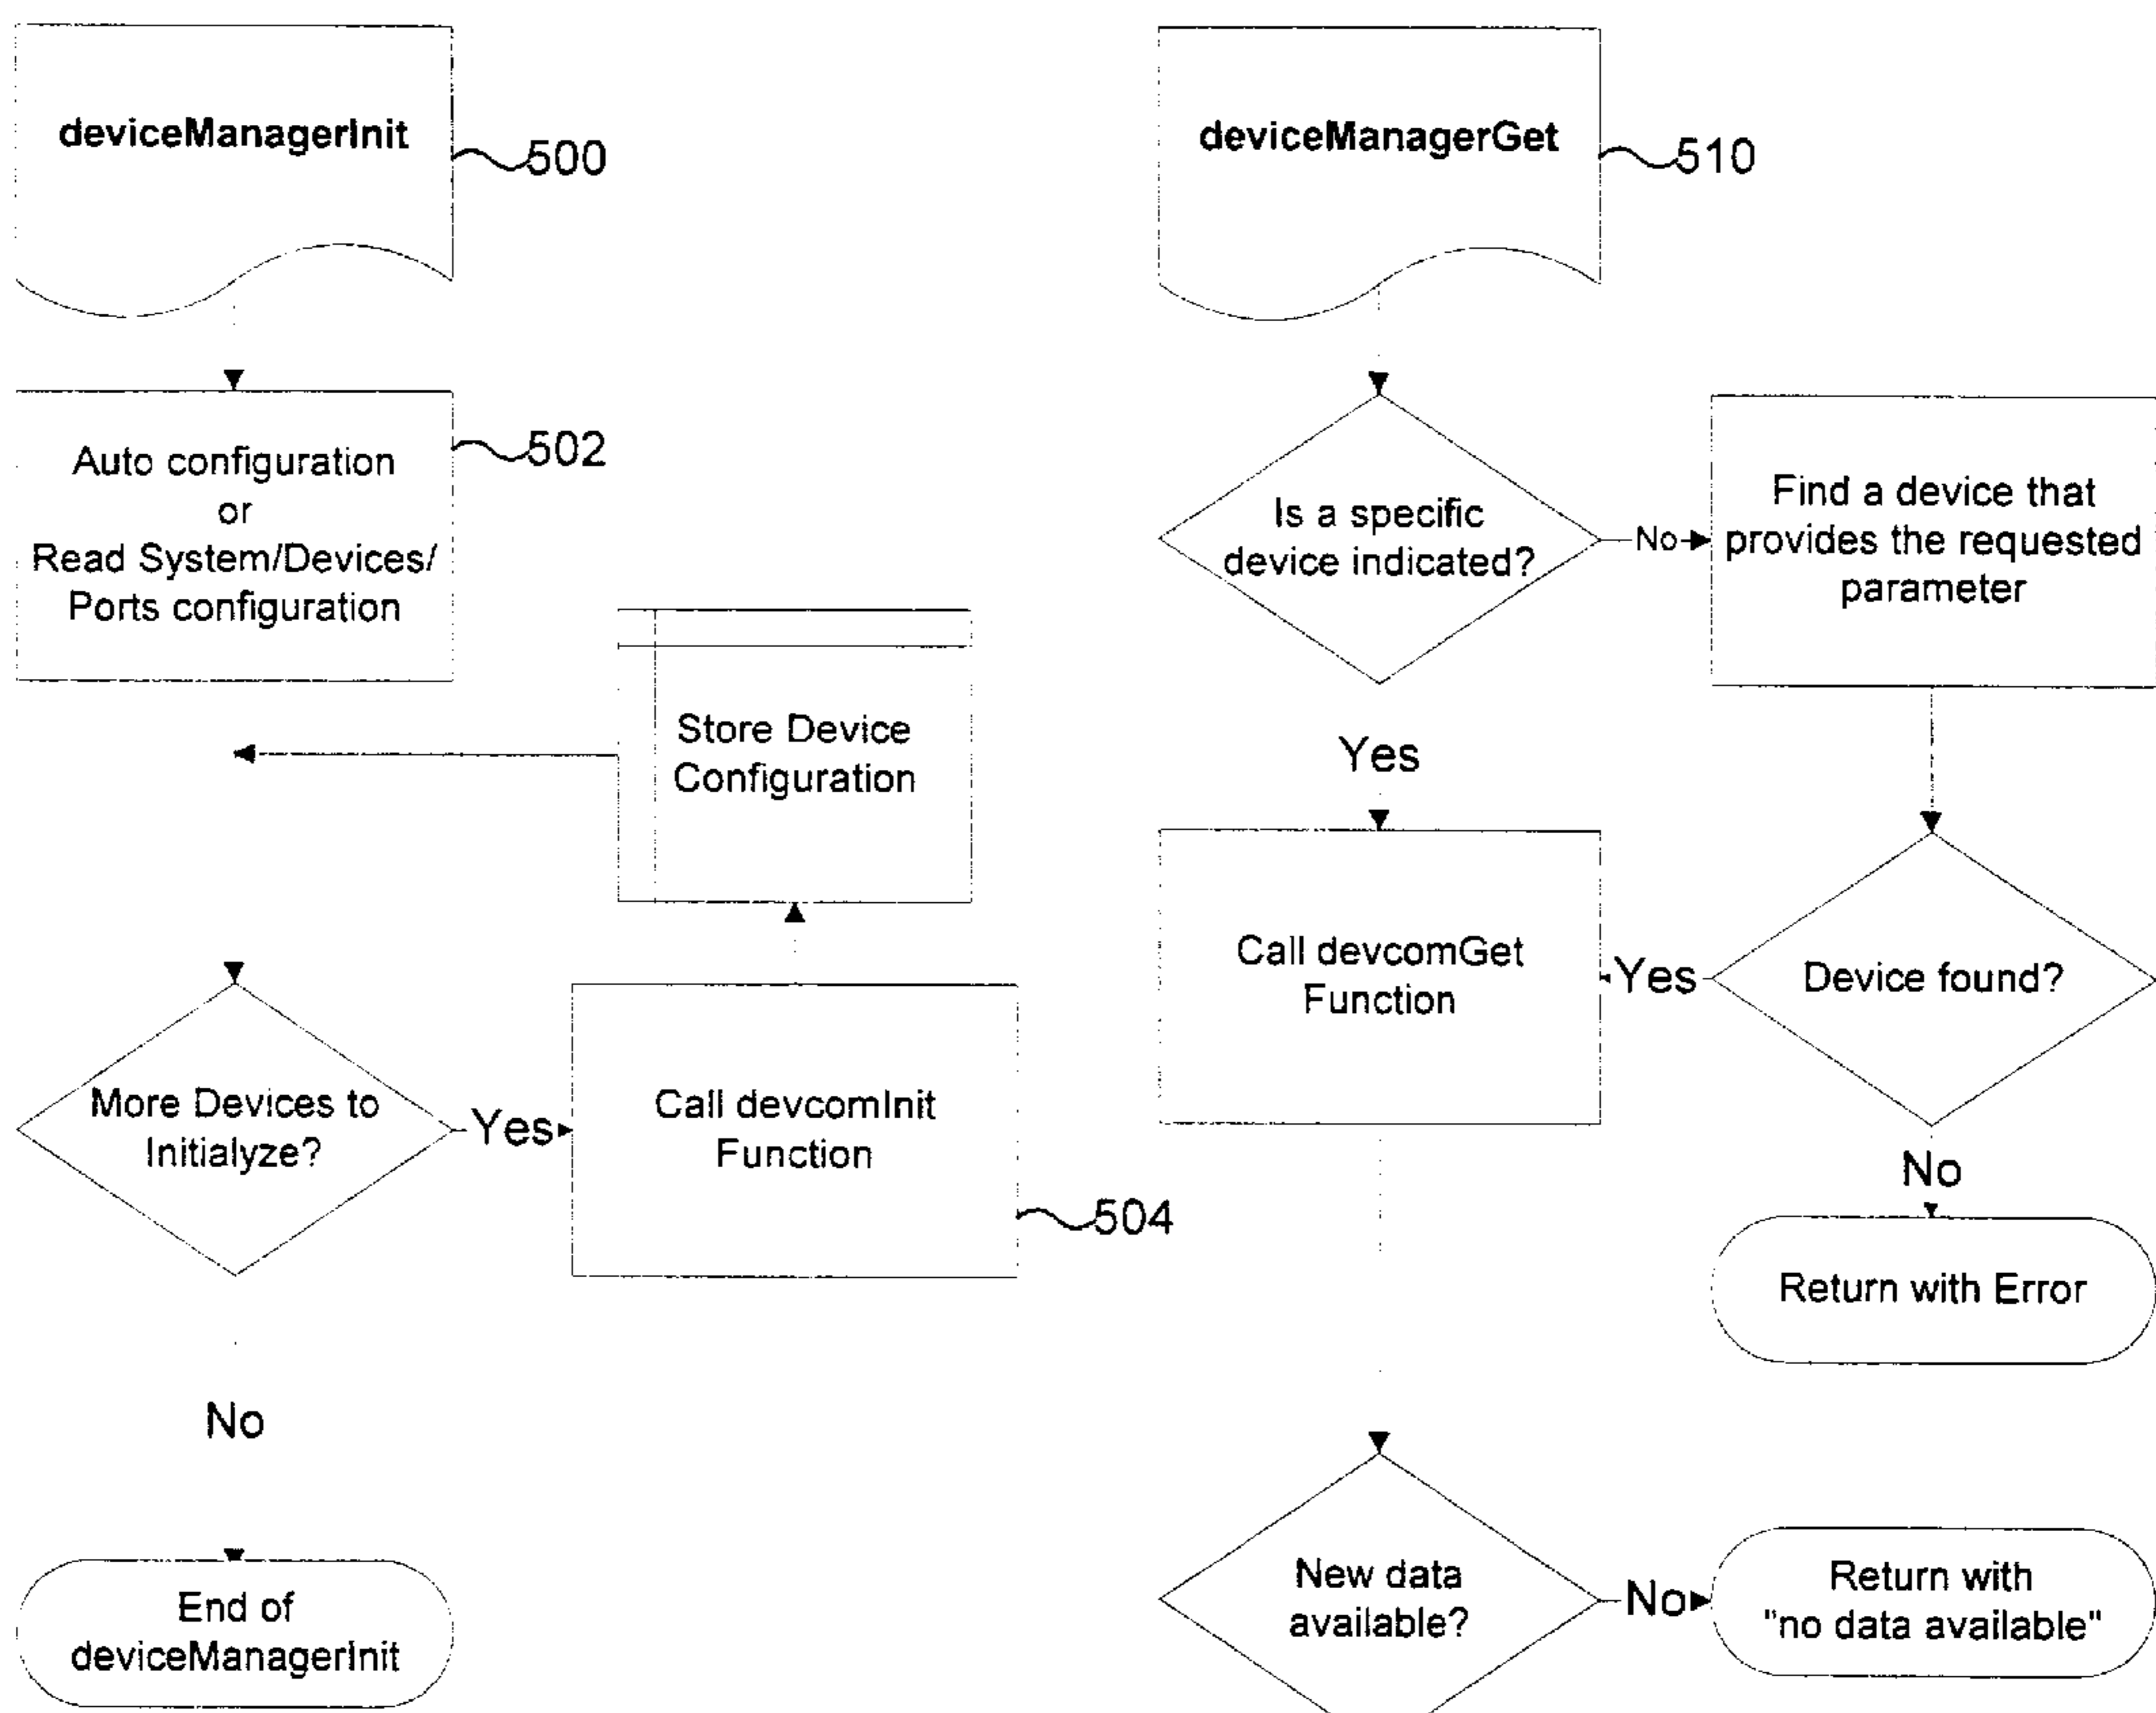 deviceManagerInit
500
Auto configuration
or
Read System/Devices/
Ports configuration
502
Store Device
Configuration
More Devices to
Initialyze?
Yes
Call devcomInit
Function
504
No
End of
deviceManagerInit
deviceManagerGet
510
Is a specific
device indicated?
No
Find a device that
provides the requested
parameter
Yes
Call devcomGet
Function
Yes
Device found?
No
Return with Error
New data
available?
No
Return with
"no data available"